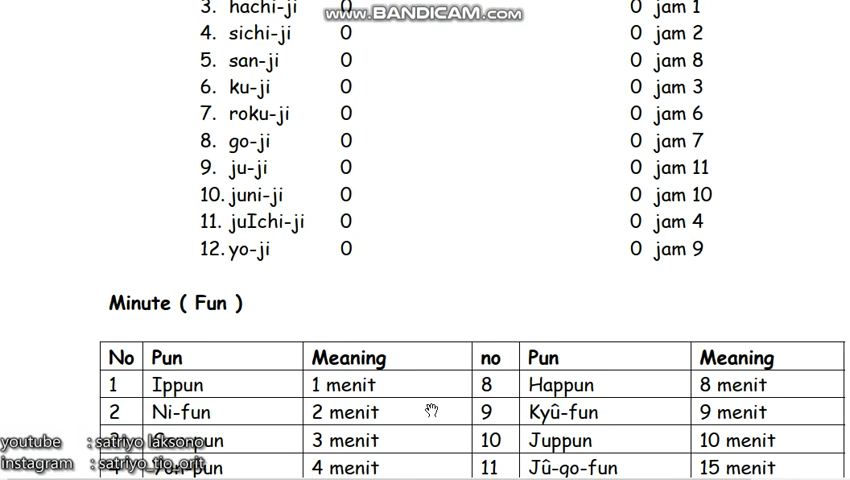 www.BANDICAM.com
3. hachi-ji 0 0 jam 1
4. sichi-ji 0 0 jam 2
5. san-ji 0 0 jam 8
6. ku-ji 0 0 jam 3
7. roku-ji 0 0 jam 6
8. go-ji 0 0 jam 7
9. ju-ji 0 0 jam 11
10. juni-ji 0 0 jam 10
11. juIchi-ji 0 0 jam 4
12. yo-ji 0 0 jam 9
Minute ( Fun )
No Pun Meaning no Pun Meaning
1 Ippun 1 menit 8 Happun 8 menit
2 Ni-fun 2 menit 9 Kyû-fun 9 menit
3 menit 10 Juppun 10 menit
4 menit 11 Jû-go-fun 15 menit
youtube : satriyo laksono
instagram : satriyo_tio_orit